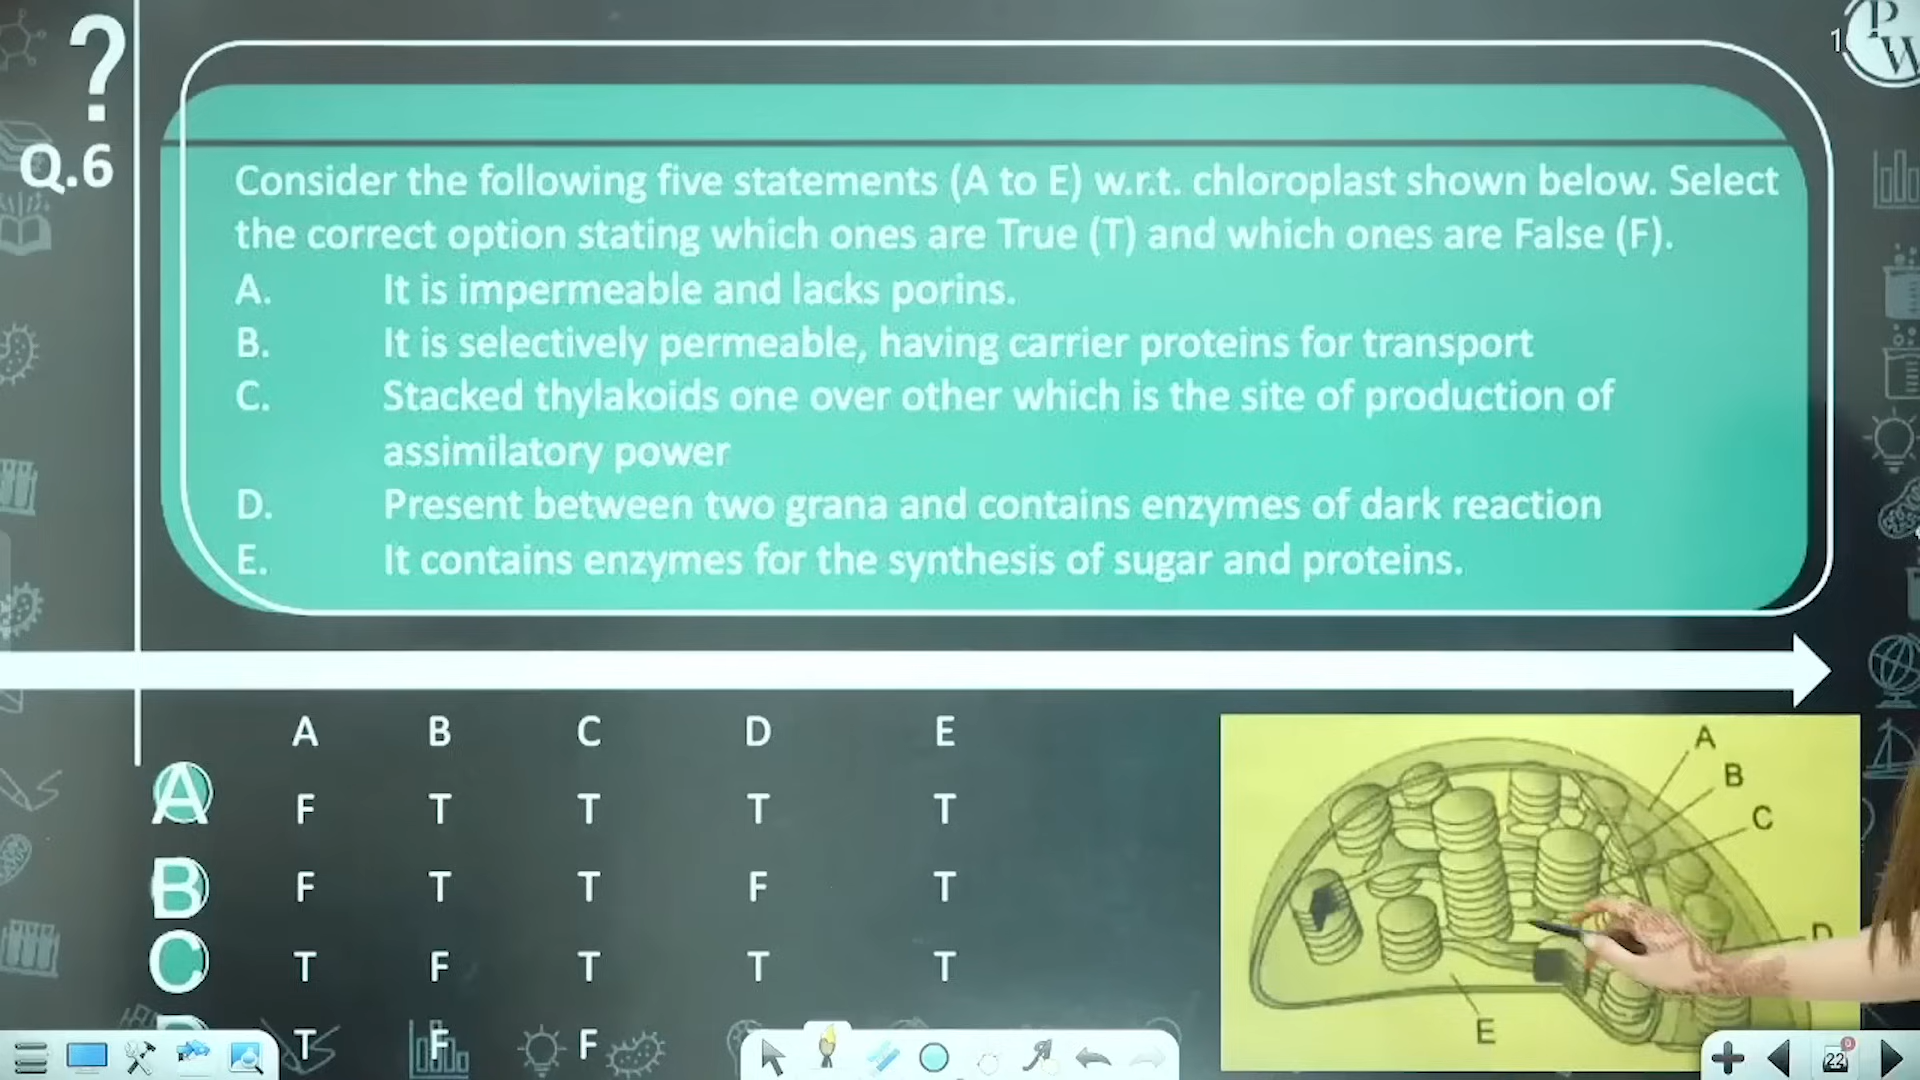 ?
P
W
1
Q.6
Consider the following five statements (A to E) w.r.t. chloroplast shown below. Select
the correct option stating which ones are True (T) and which ones are False (F).
A. It is impermeable and lacks porins.
B. It is selectively permeable, having carrier proteins for transport
C. Stacked thylakoids one over other which is the site of production of
assimilatory power
D. Present between two grana and contains enzymes of dark reaction
E. It contains enzymes for the synthesis of sugar and proteins.
A B C D E
A F T T T T
B F T T F T
C T F T T T
T F F
A
B
C
D
E
22
0